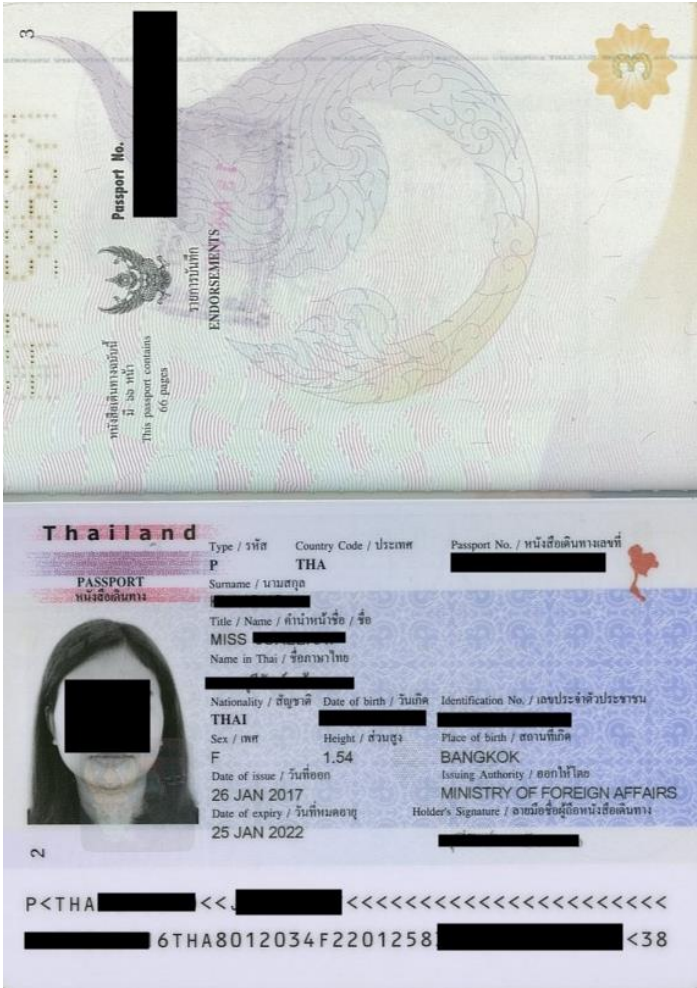 3
Passport No.
หนังสือเดินทางฉบับนี้
มี ๖๖ หน้า
This passport contains
66 pages
รายการบันทึก
ENDORSEMENTS
Thailand
PASSPORT
หนังสือเดินทาง
Type / รหัส Country Code / ประเทศ Passport No. / หนังสือเดินทางเลขที่
P THA
Surname / นามสกุล
Title / Name / คำนำหน้าชื่อ / ชื่อ
MISS
Name in Thai / ชื่อภาษาไทย
Nationality / สัญชาติ Date of birth / วันเกิด Identification No. / เลขประจำตัวประชาชน
THAI
Sex / เพศ Height / ส่วนสูง Place of birth / สถานที่เกิด
F 1.54 BANGKOK
Date of issue / วันที่ออก Issuing Authority / ออกให้โดย
26 JAN 2017 MINISTRY OF FOREIGN AFFAIRS
Date of expiry / วันที่หมดอายุ Holder's Signature / ลายมือชื่อผู้ถือหนังสือเดินทาง
25 JAN 2022
2
P<THA <<  <<<<<<<<<<<<<<<<<<<<<<
6THA8012034F2201258 <38